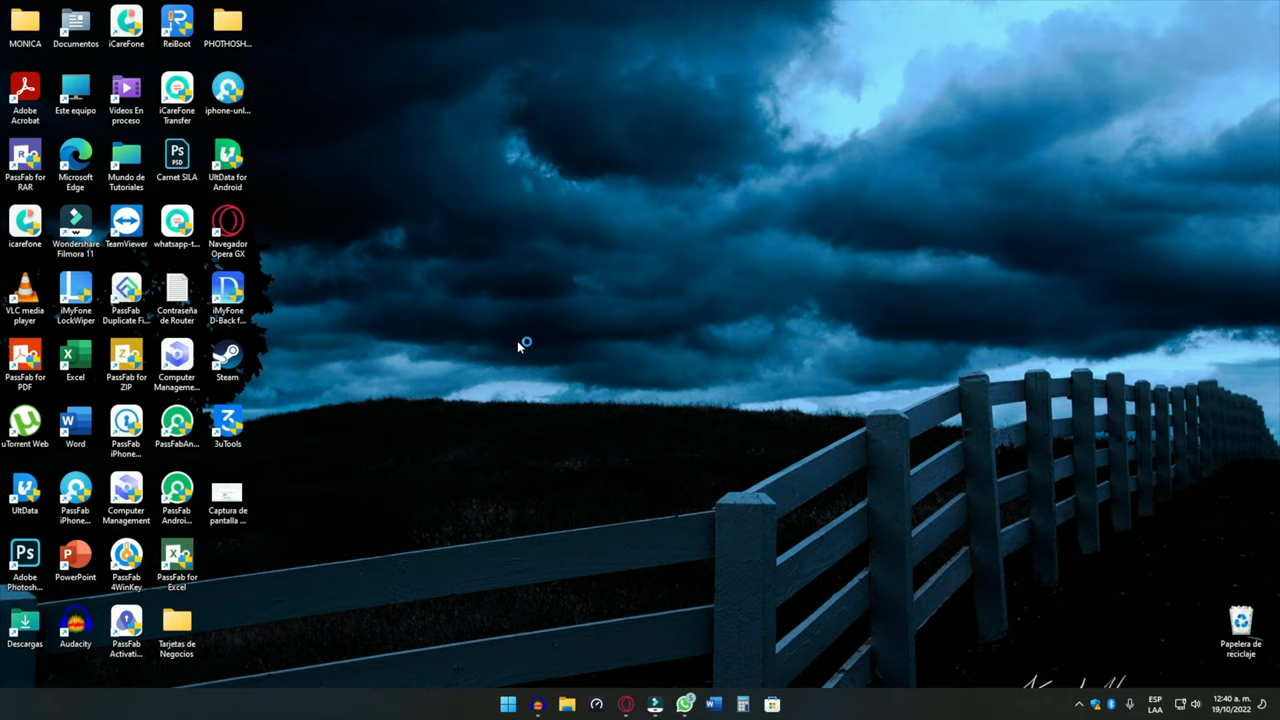 MONICA
Documentos
iCareFone
ReiBoot
PHOTHOSH...
Adobe
Acrobat
Este equipo
Videos En
proceso
iCareFone
Transfer
iphone-unl...
PassFab for
RAR
Microsoft
Edge
Mundo de
Tutoriales
Carnet SILA
UltData for
Android
icarefone
Wondershare
Filmora 11
TeamViewer
whatsapp-t...
Navegador
Opera GX
VLC media
player
iMyFone
LockWiper
PassFab
Duplicate Fi...
Contraseña
de Router
iMyFone
D-Back f...
PassFab for
PDF
Excel
PassFab for
ZIP
Computer
Manageme...
Steam
uTorrent Web
Word
PassFab
iPhone...
PassFabAn...
3uTools
UltData
PassFab
iPhone...
Computer
Management
PassFab
Androi...
Captura de
pantalla ...
Adobe
Photosh...
PowerPoint
PassFab
4WinKey
PassFab for
Excel
Descargas
Audacity
PassFab
Activati...
Tarjetas de
Negocios
Papelera de
reciclaje
ESP
LAA
12:40 a. m.
19/10/2022